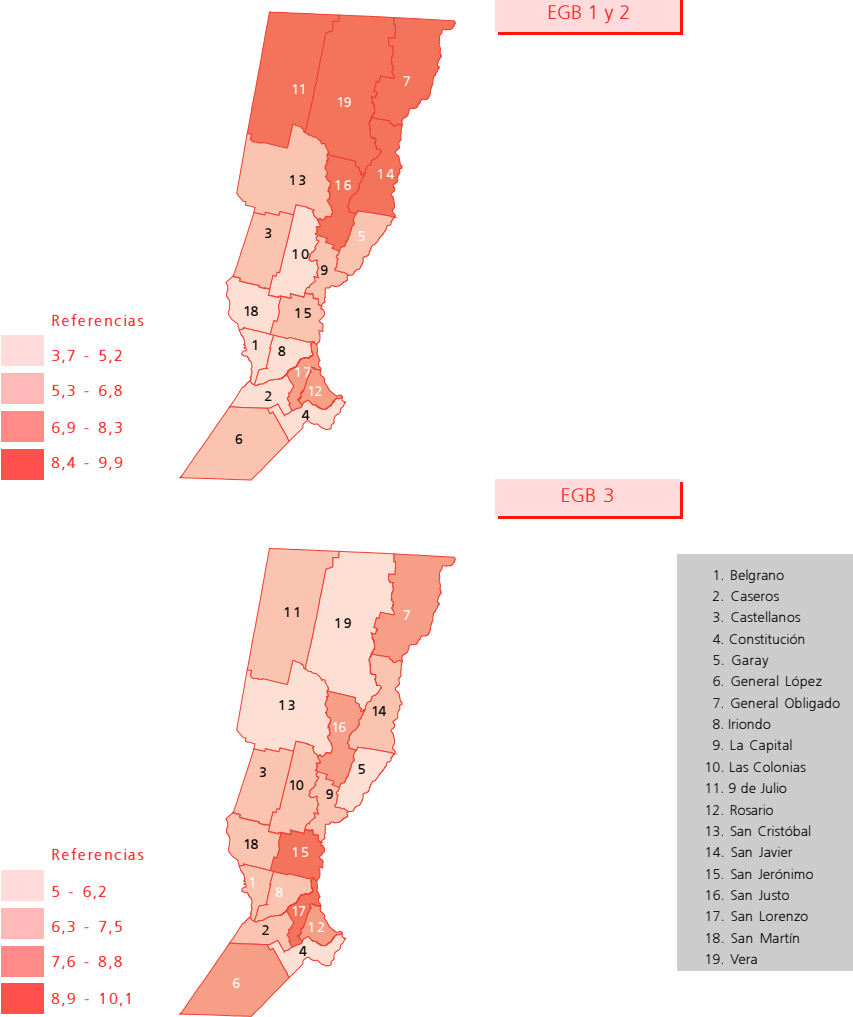 EGB 1 y 2
11
19
7
13
16
14
3
10
5
9
18
15
1
8
17
2
12
4
6
Referencias
3,7 - 5,2
5,3 - 6,8
6,9 - 8,3
8,4 - 9,9
EGB 3
11
19
7
13
16
14
3
10
5
9
18
15
1
8
17
2
12
4
6
Referencias
5 - 6,2
6,3 - 7,5
7,6 - 8,8
8,9 - 10,1
1. Belgrano
2. Caseros
3. Castellanos
4. Constitución
5. Garay
6. General López
7. General Obligado
8. Iriondo
9. La Capital
10. Las Colonias
11. 9 de Julio
12. Rosario
13. San Cristóbal
14. San Javier
15. San Jerónimo
16. San Justo
17. San Lorenzo
18. San Martín
19. Vera